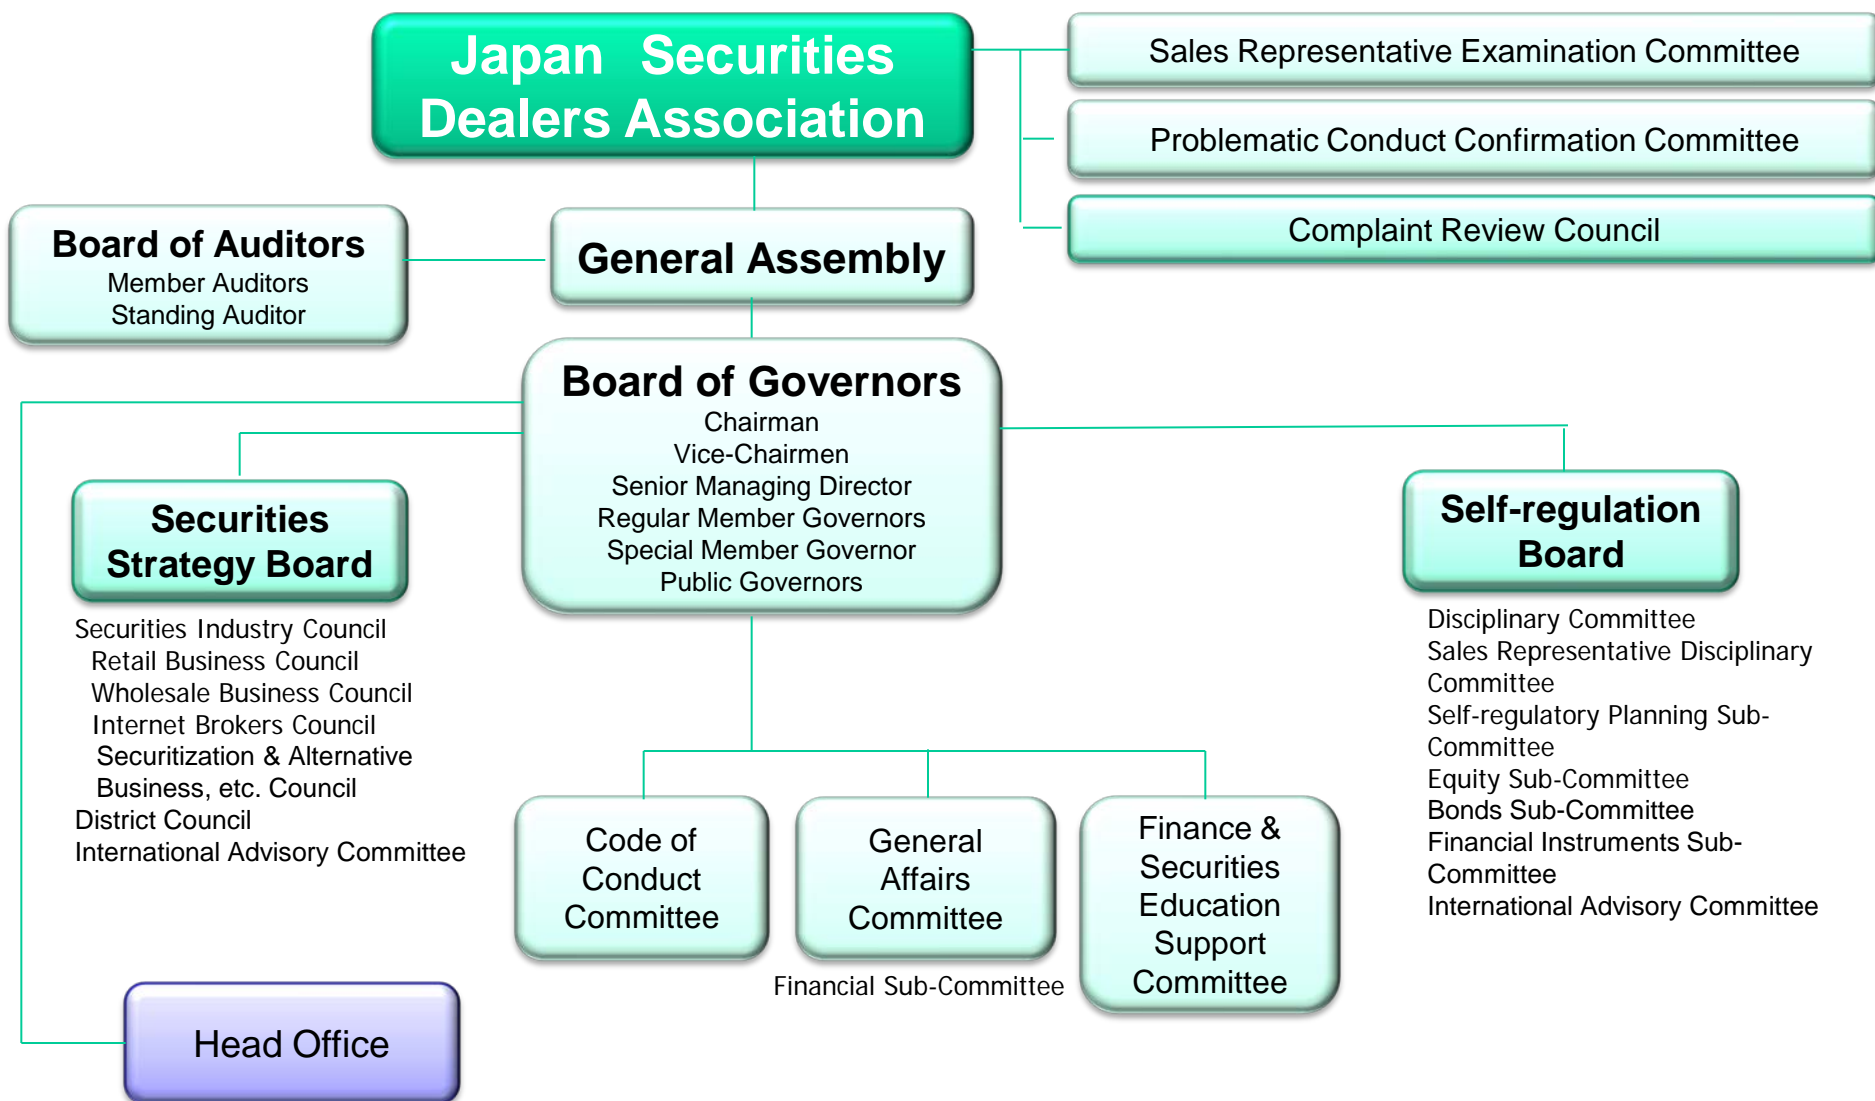 Japan Securities
Dealers Association
Sales Representative Examination Committee
Problematic Conduct Confirmation Committee
Complaint Review Council
Board of Auditors
Member Auditors
Standing Auditor
General Assembly
Board of Governors
Chairman
Vice-Chairmen
Senior Managing Director
Regular Member Governors
Special Member Governor
Public Governors
Securities
Strategy Board
Securities Industry Council
Retail Business Council
Wholesale Business Council
Internet Brokers Council
Securitization & Alternative
Business, etc. Council
District Council
International Advisory Committee
Self-regulation
Board
Disciplinary Committee
Sales Representative Disciplinary
Committee
Self-regulatory Planning Sub-
Committee
Equity Sub-Committee
Bonds Sub-Committee
Financial Instruments Sub-
Committee
International Advisory Committee
Code of
Conduct
Committee
General
Affairs
Committee
Financial Sub-Committee
Finance &
Securities
Education
Support
Committee
Head Office